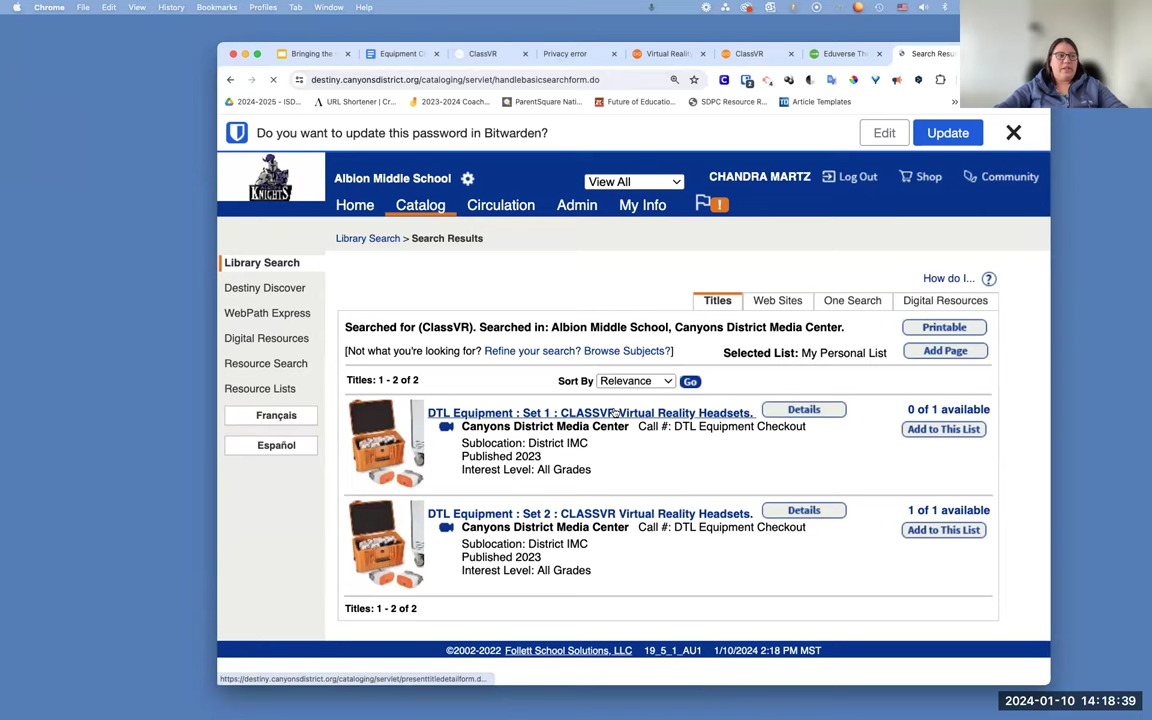 Chrome File Edit View History Bookmarks Profiles Tab Window Help
Bringing the
Equipment C
ClassVR
Privacy error
Virtual Reali
ClassVR
Eduverse Th
Search Resu
destiny.canyonsdistrict.org/cataloging/servlet/handlebasicsearchform.do
2024-2025 - ISD...
URL Shortener | Cr...
2023-2024 Coach...
ParentSquare Nati...
Future of Educatio...
SDPC Resource R...
Article Templates
»
Do you want to update this password in Bitwarden?
Edit
Update
KNIGHTS
Albion Middle School
View All
CHANDRA MARTZ
Log Out
Shop
Community
Home
Catalog
Circulation
Admin
My Info
!
Library Search > Search Results
Library Search
Destiny Discover
WebPath Express
Digital Resources
Resource Search
Resource Lists
Français
Español
How do I... ?
Titles
Web Sites
One Search
Digital Resources
Searched for (ClassVR). Searched in: Albion Middle School, Canyons District Media Center.
Printable
[Not what you're looking for? Refine your search? Browse Subjects?]
Selected List: My Personal List
Add Page
Titles: 1 - 2 of 2
Sort By Relevance Go
DTL Equipment : Set 1 : CLASSVR Virtual Reality Headsets.
Details
0 of 1 available
Canyons District Media Center Call #: DTL Equipment Checkout
Add to This List
Sublocation: District IMC
Published 2023
Interest Level: All Grades
DTL Equipment : Set 2 : CLASSVR Virtual Reality Headsets.
Details
1 of 1 available
Canyons District Media Center Call #: DTL Equipment Checkout
Add to This List
Sublocation: District IMC
Published 2023
Interest Level: All Grades
Titles: 1 - 2 of 2
©2002-2022 Follett School Solutions, LLC 19_5_1_AU1 1/10/2024 2:18 PM MST
https://destiny.canyonsdistrict.org/cataloging/servlet/presenttitledetailform.d...
2024-01-10 14:18:39